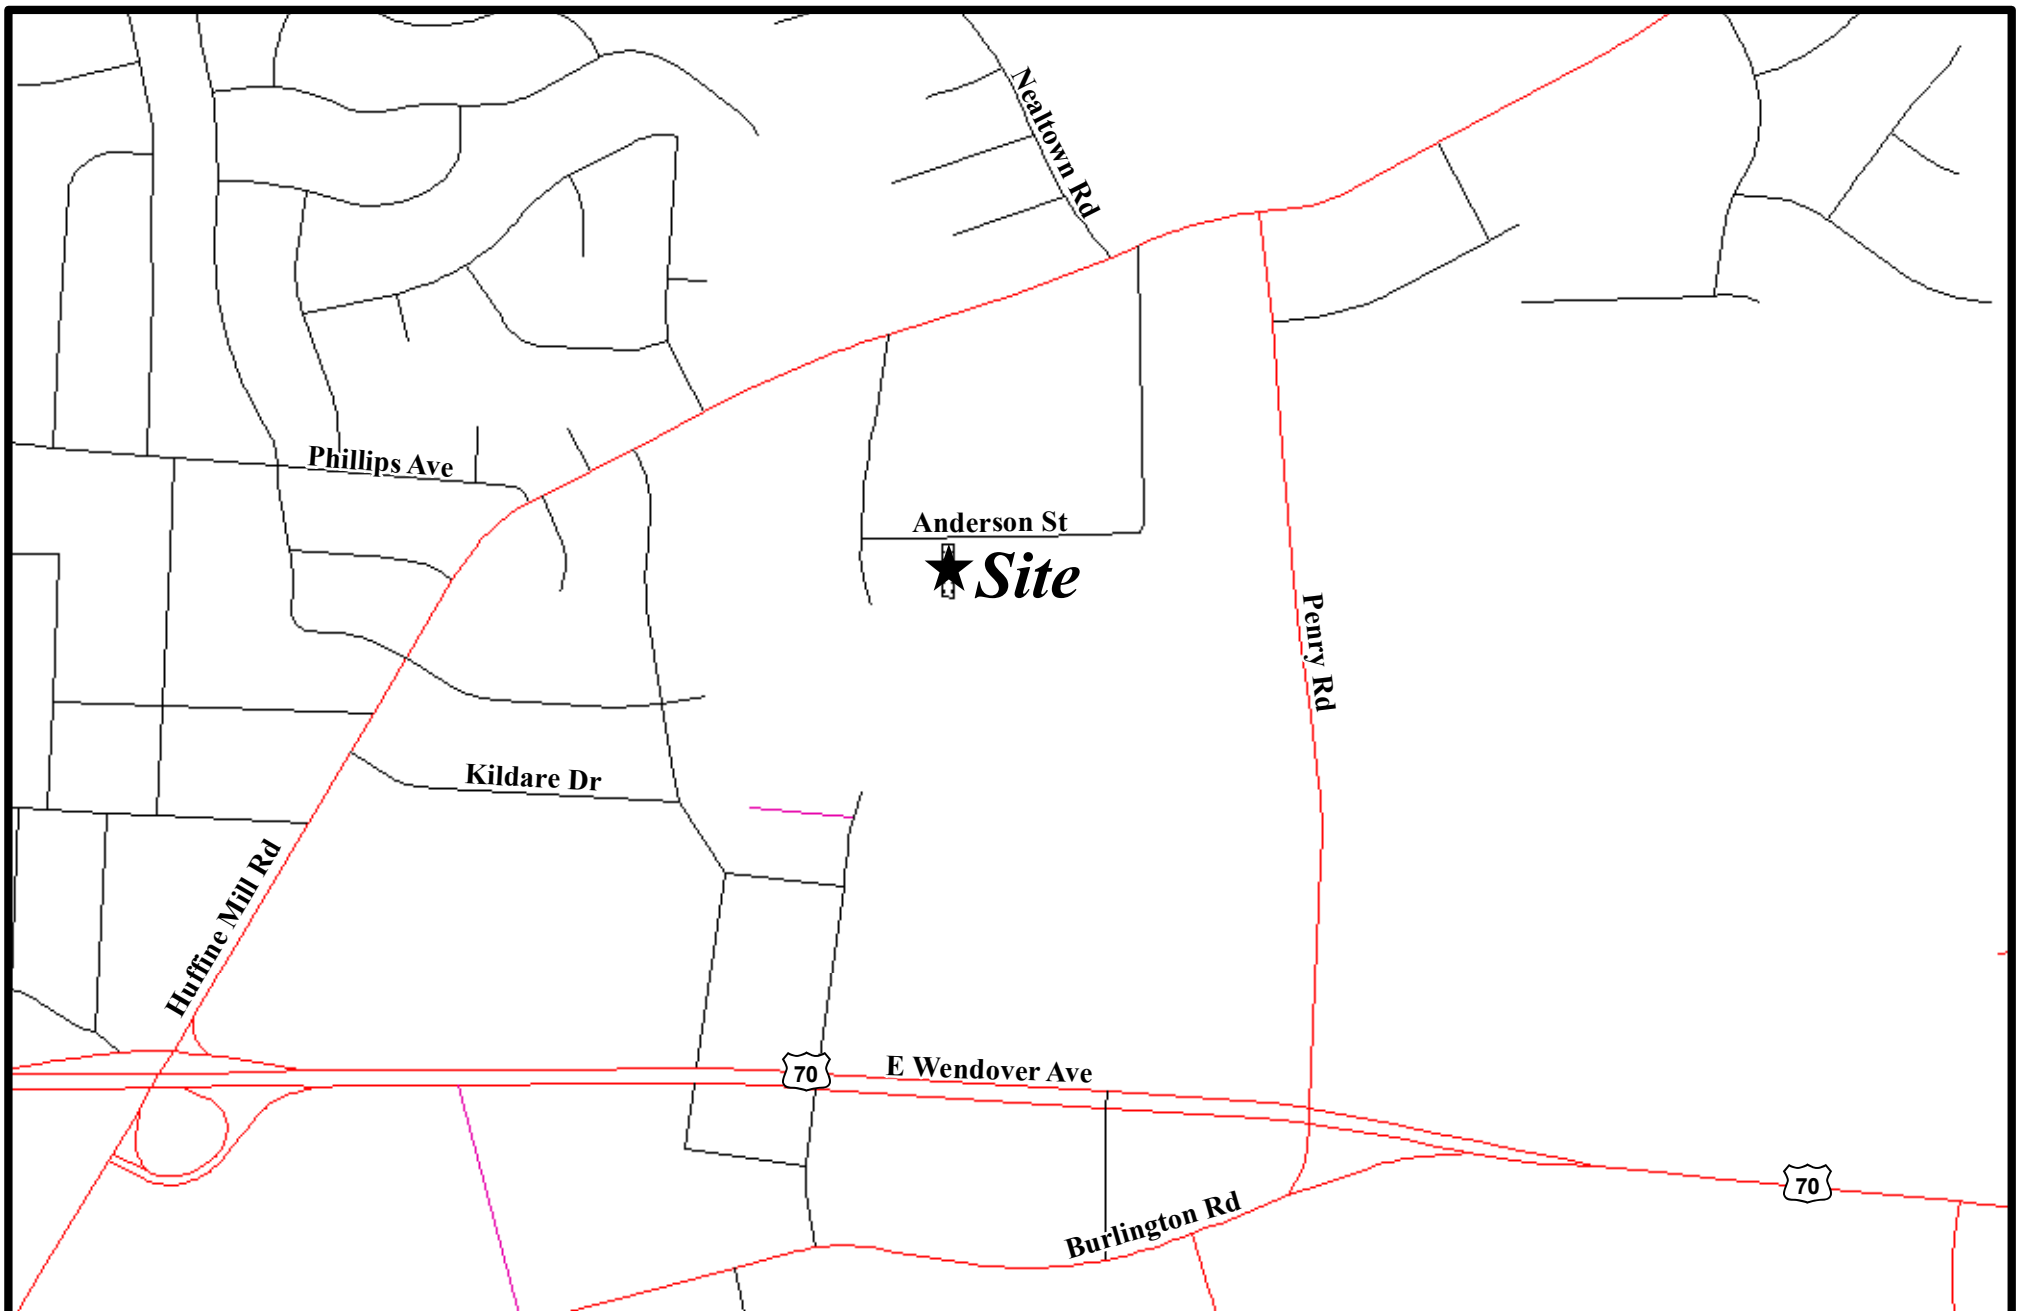 Nealtown Rd
Phillips Ave
Anderson St
Site
Penry Rd
Kildare Dr
Huffine Mill Rd
70
E Wendover Ave
70
Burlington Rd